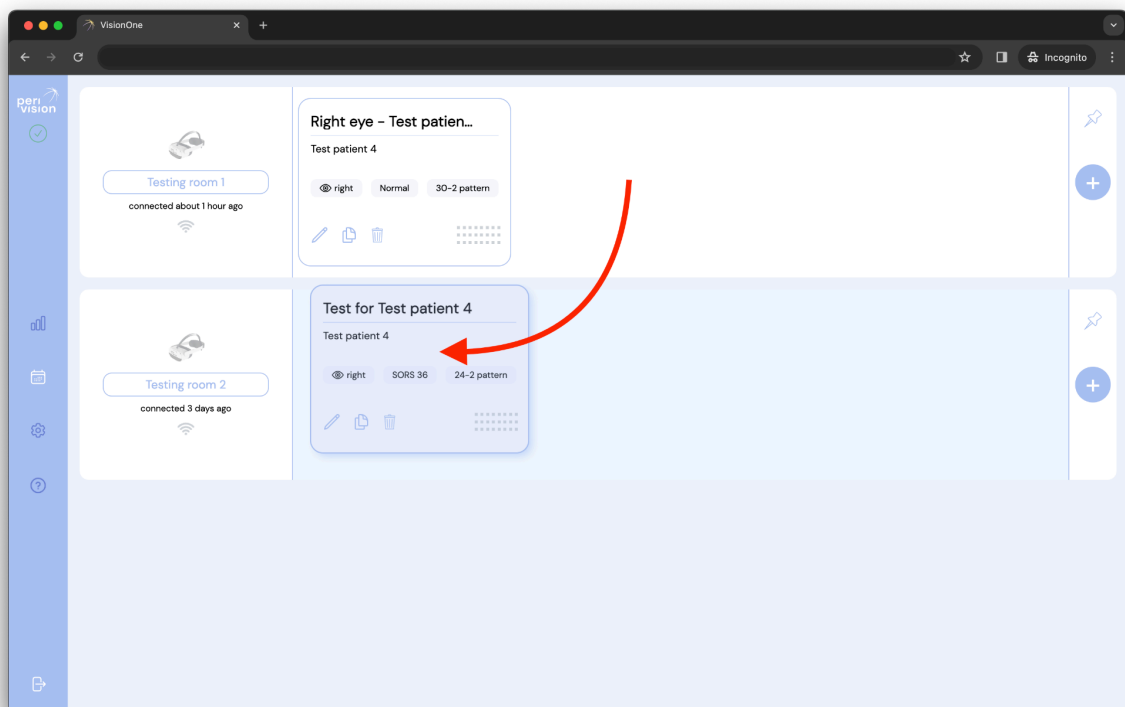 VisionOne
Incognito
peri
vision
Testing room 1
connected about 1 hour ago
Right eye - Test patien...
Test patient 4
right
Normal
30-2 pattern
Testing room 2
connected 3 days ago
Test for Test patient 4
Test patient 4
right
SORS 36
24-2 pattern